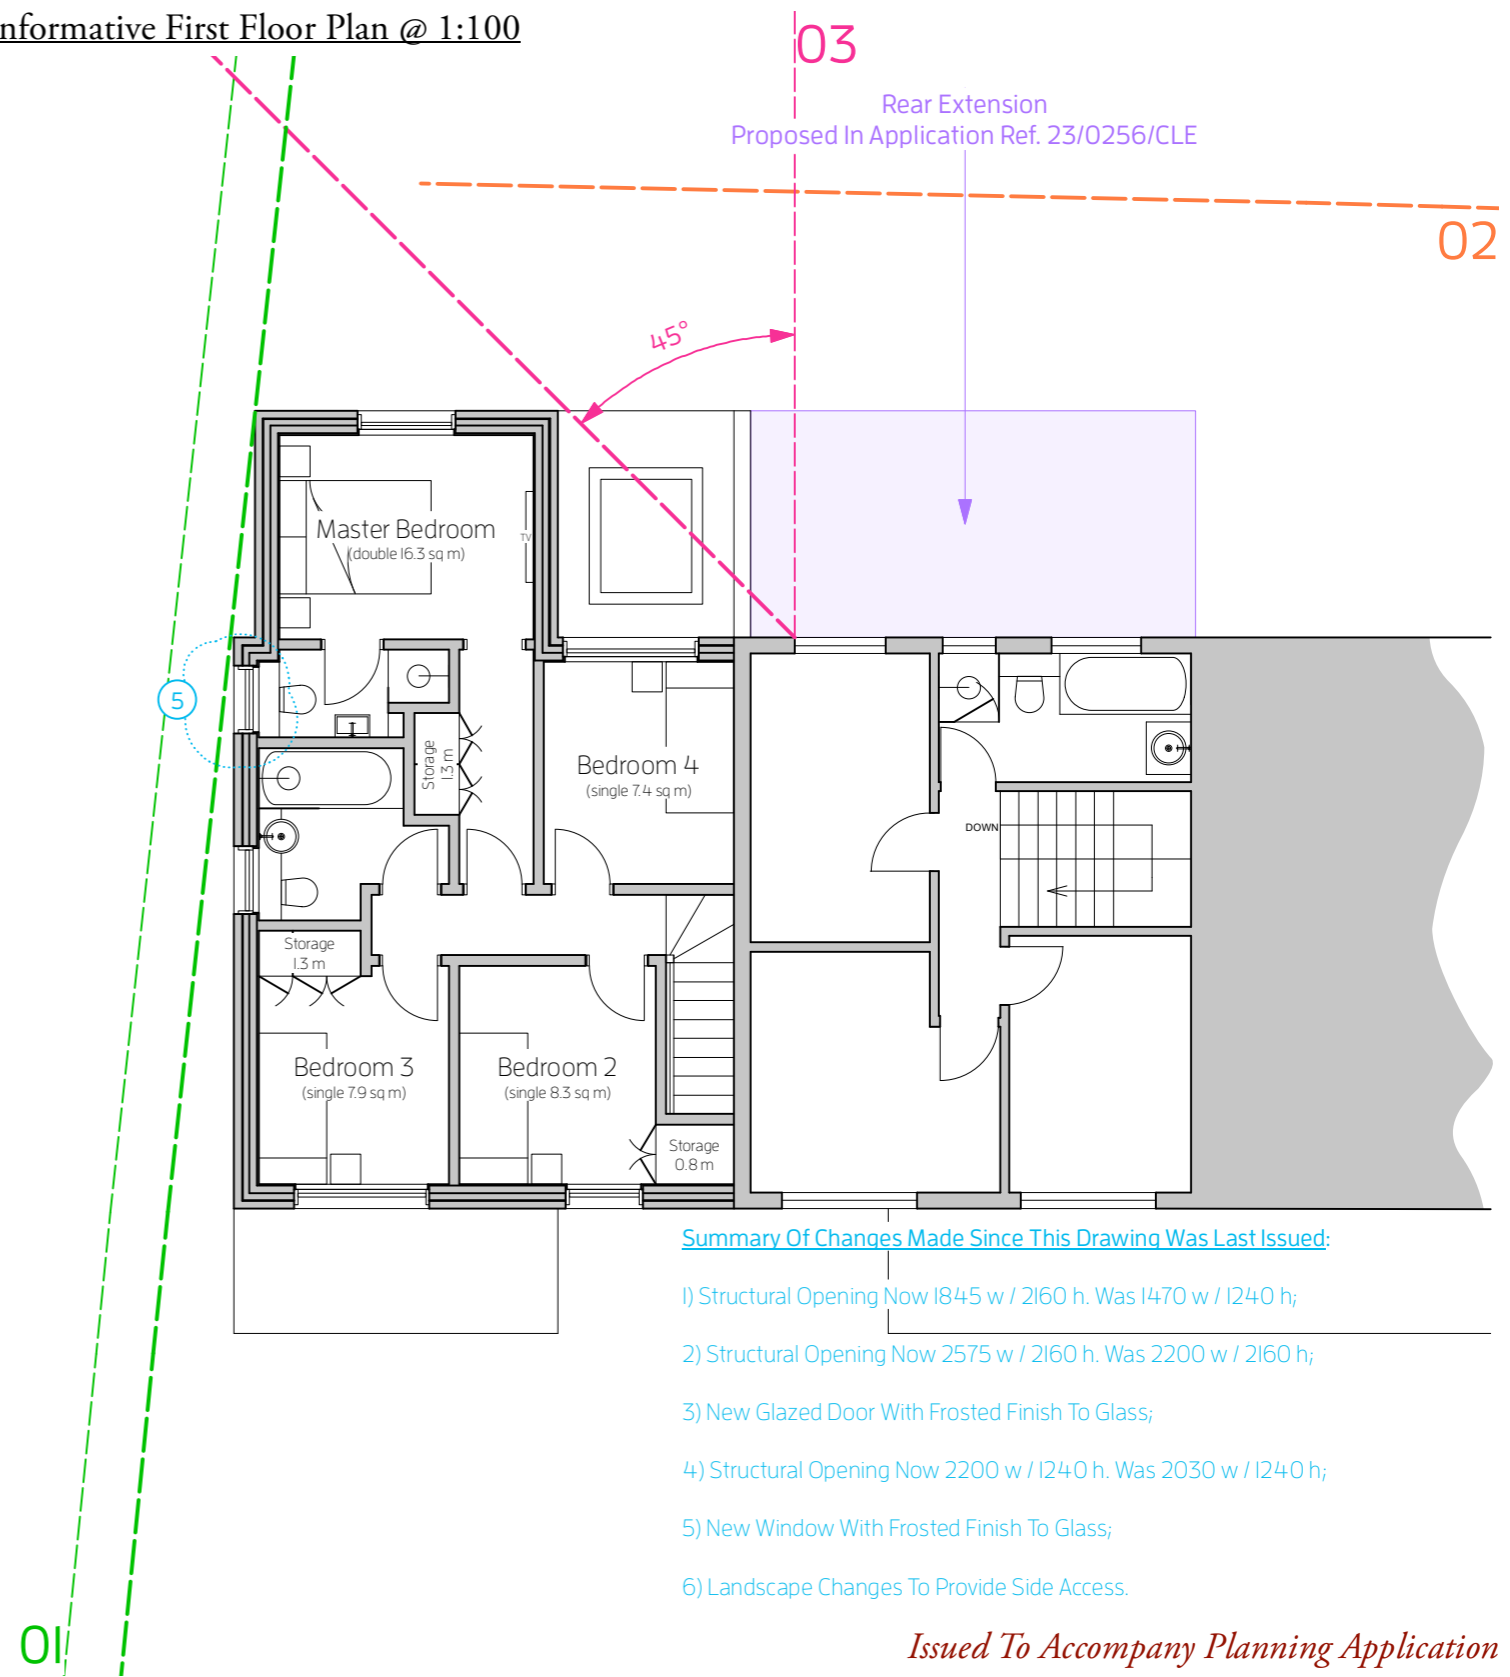 nformative First Floor Plan @ 1:100
03
Rear Extension
Proposed In Application Ref. 23/0256/CLE
02
45°
Master Bedroom
(double 16.3 sq m)
TV
5
Storage
1.3 m
Bedroom 4
(single 7.4 sq m)
DOWN
Storage
1.3 m
Bedroom 3
(single 7.9 sq m)
Bedroom 2
(single 8.3 sq m)
Storage
0.8 m
Summary Of Changes Made Since This Drawing Was Last Issued:
1) Structural Opening Now 1845 w / 2160 h. Was 1470 w / 1240 h;
2) Structural Opening Now 2575 w / 2160 h. Was 2200 w / 2160 h;
3) New Glazed Door With Frosted Finish To Glass;
4) Structural Opening Now 2200 w / 1240 h. Was 2030 w / 1240 h;
5) New Window With Frosted Finish To Glass;
6) Landscape Changes To Provide Side Access.
01
Issued To Accompany Planning Application